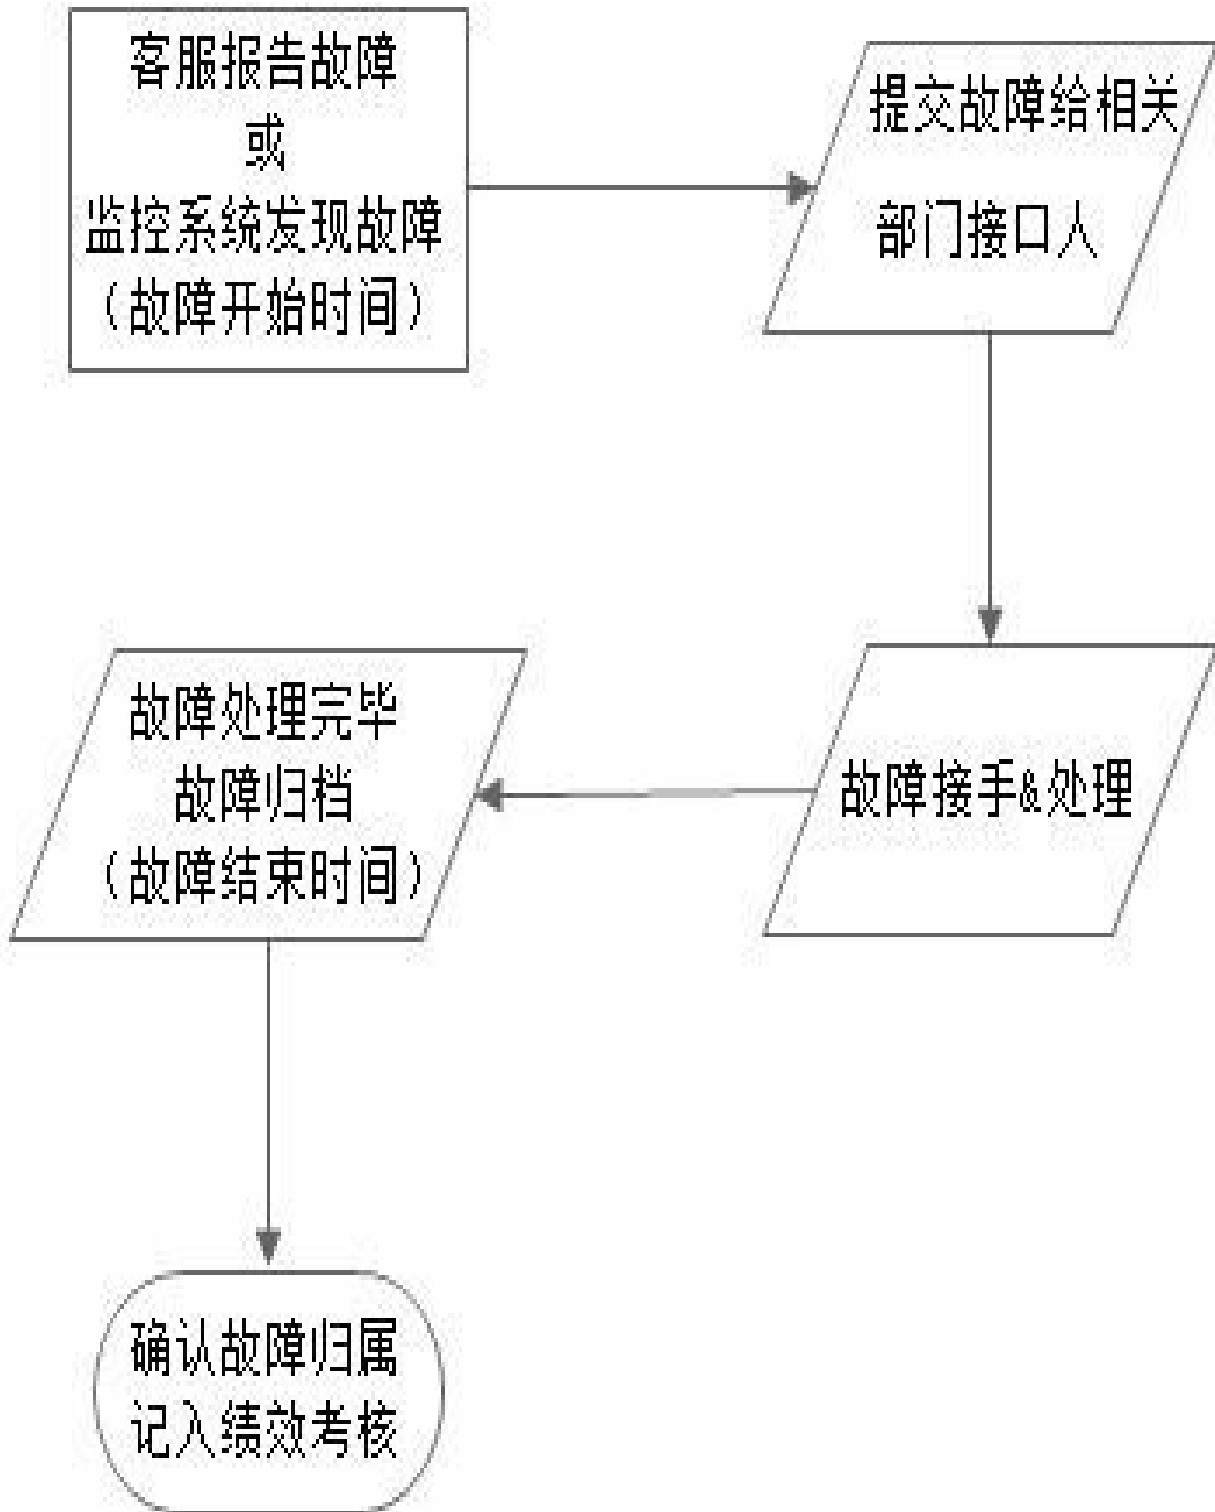 客服报告故障
或
监控系统发现故障
（故障开始时间）
提交故障给相关
部门接口人
故障接手&处理
故障处理完毕
故障归档
（故障结束时间）
确认故障归属
记入绩效考核